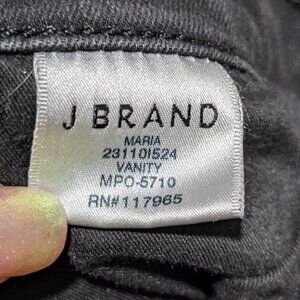 J BRAND
MARIA
23110I524
VANITY
MPO-5710
RN#117965